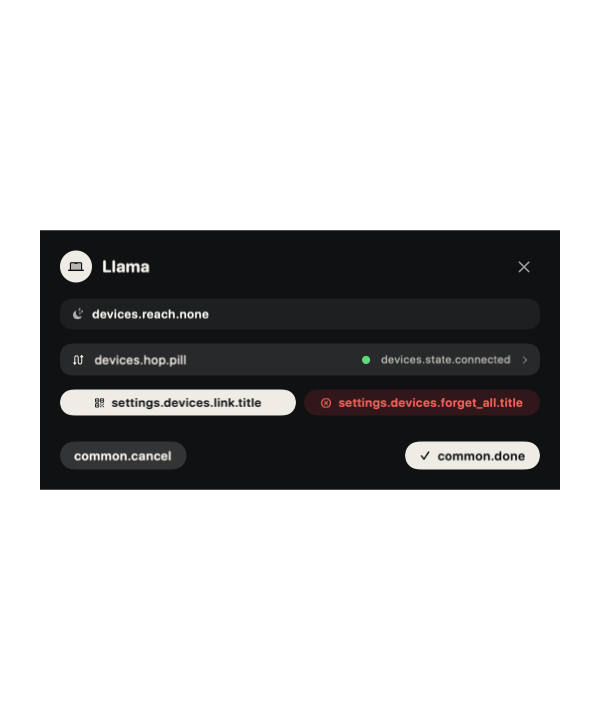 Llama
devices.reach.none
devices.hop.pill devices.state.connected
settings.devices.link.title settings.devices.forget_all.title
common.cancel common.done